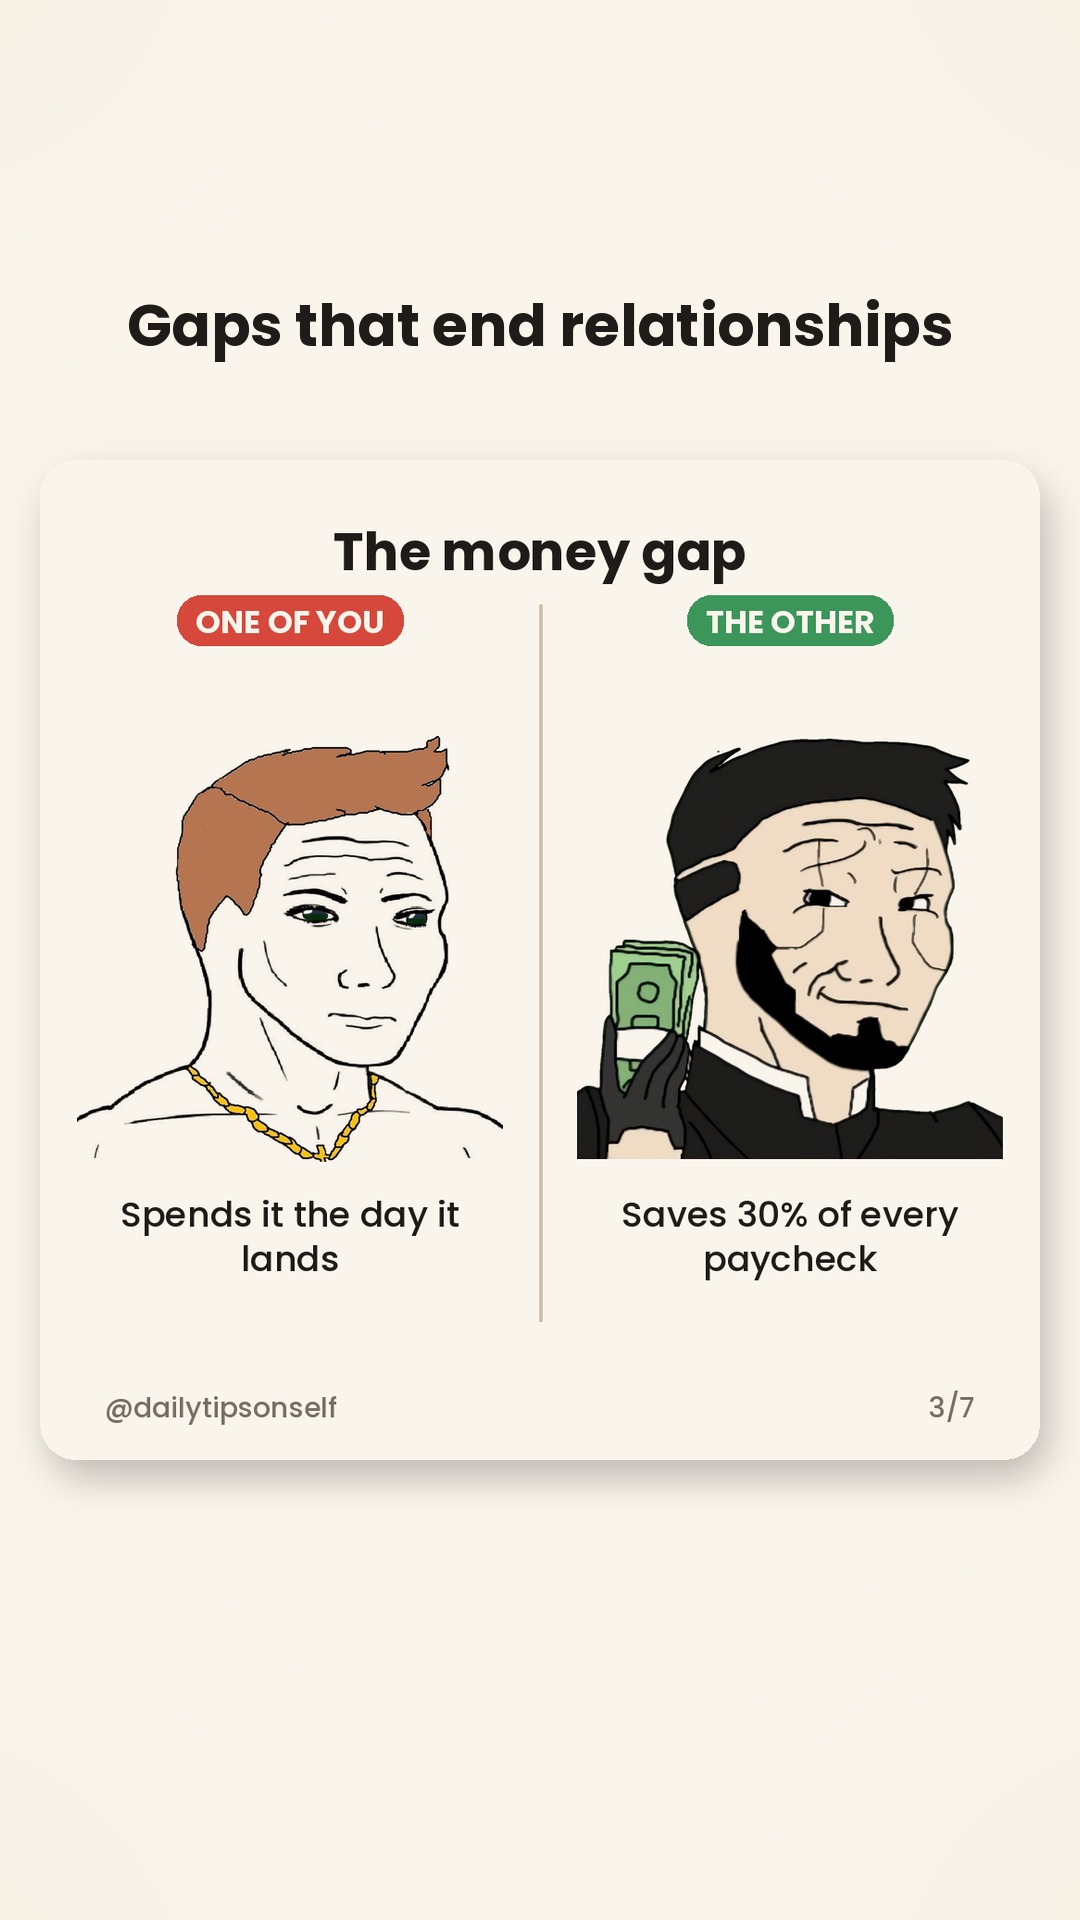 Gaps that end relationships
The money gap
ONE OF YOU
THE OTHER
Spends it the day it
lands
Saves 30% of every
paycheck
@dailytipsonself
3/7